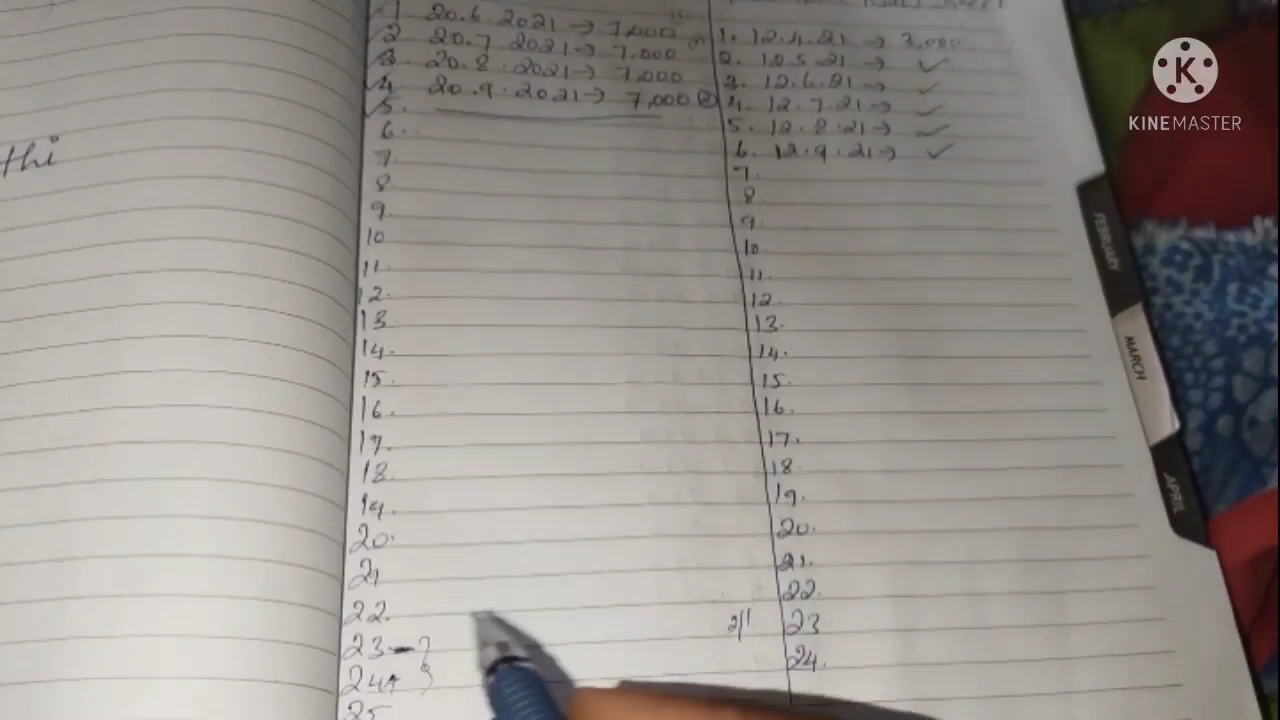 1 20.6.2021 → 7,000
2 20.7 2021 → 7,000
3 20.8.2021 → 7,000
4. 20.9.2021 → 7,000 ②
5.
6.
7
8
9
10
11
12.
13
14.
15
16.
17.
18
19.
20.
21
22.
23 - ?
24
25
thi
1. 12.4.21 → 3,000
2. 12.5.21 → ✓
3. 12.6.21 ✓
4. 12.7.21 → ✓
5. 12.8.21 → ✓
6. 12.9.21 → ✓
7.
8
9.
10.
11.
12
13.
14.
15.
16.
17.
18
19.
20.
21.
22.
23
24.
KINEMASTER
FEBRUARY
MARCH
APRIL